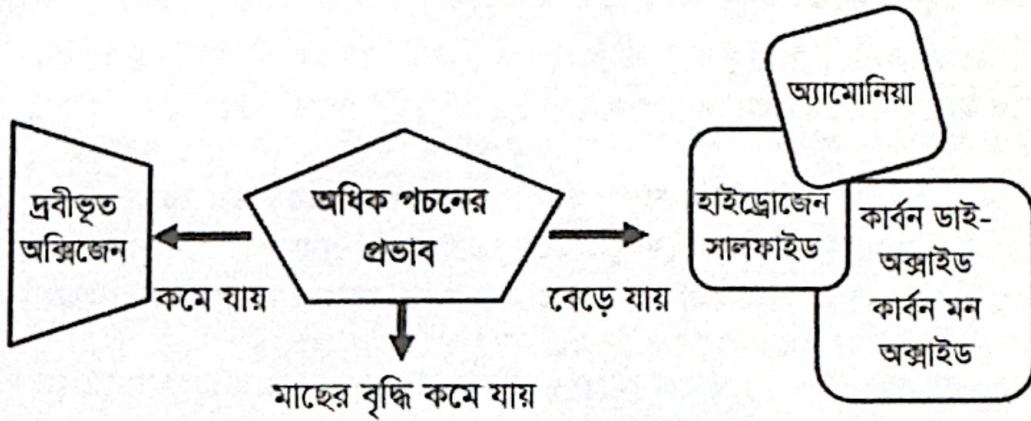 দ্রবীভূত
অক্সিজেন
কমে যায়
অধিক পচনের
প্রভাব
মাছের বৃদ্ধি কমে যায়
বেড়ে যায়
অ্যামোনিয়া
হাইড্রোজেন
সালফাইড
কার্বন ডাই-
অক্সাইড
কার্বন মন
অক্সাইড